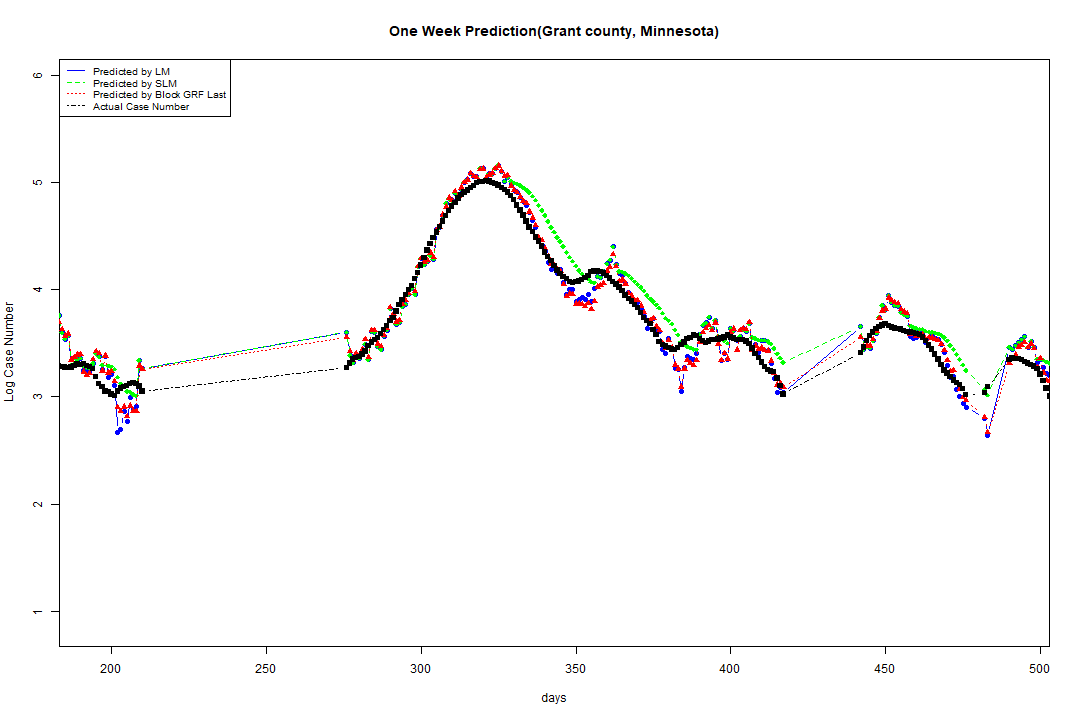 One Week Prediction(Grant county, Minnesota)
Predicted by LM
Predicted by SLM
Predicted by Block GRF Last
Actual Case Number
6
5
4
3
2
1
Log Case Number
200 250 300 350 400 450 500
days